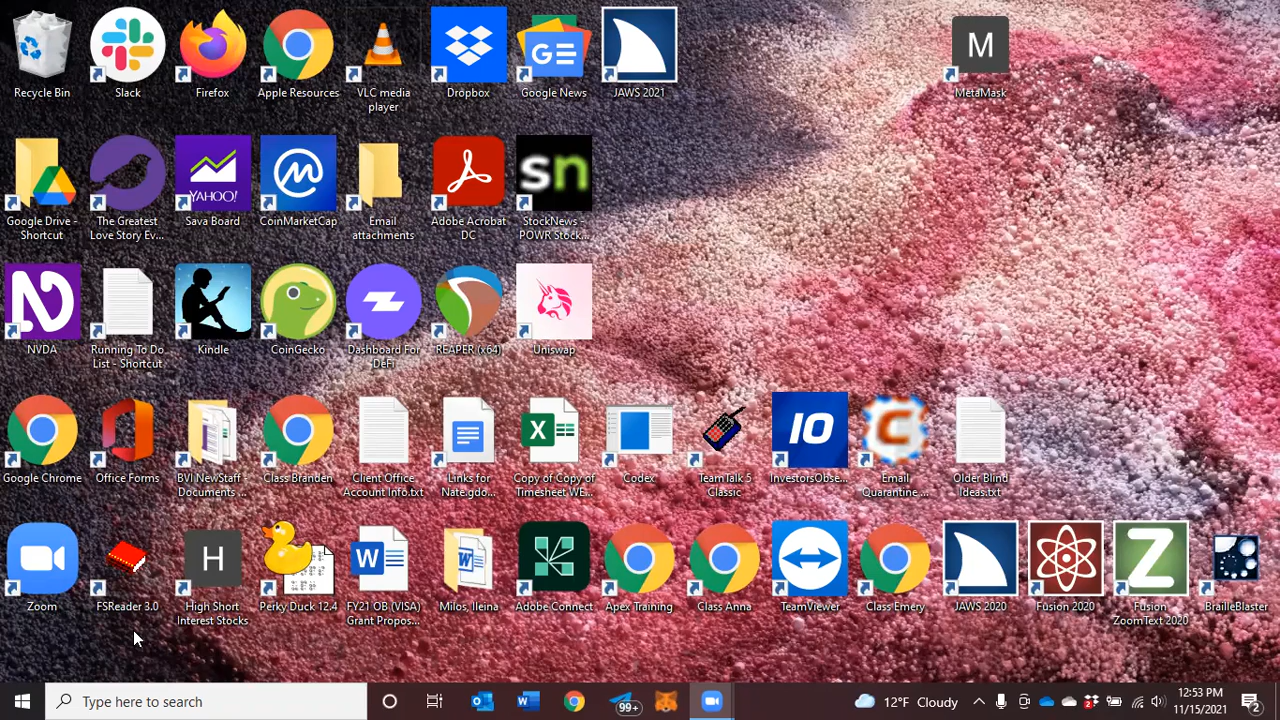 Recycle Bin
Slack
Firefox
Apple Resources
VLC media
player
Dropbox
GE
Google News
JAWS 2021
M
MetaMask
Google Drive -
Shortcut
The Greatest
Love Story Ev...
YAHOO!
Sava Board
CoinMarketCap
Email
attachments
Adobe Acrobat
DC
sn
StockNews -
POWR Stock...
NVDA
Running To Do
List - Shortcut
Kindle
CoinGecko
Dashboard For
DeFi
REAPER (x64)
Uniswap
Google Chrome
Office Forms
BVI NewStaff -
Documents ...
Class Branden
Client Office
Account Info.txt
Links for
Nate.gdo...
X
Copy of Copy of
Timesheet WE...
Codex
TeamTalk 5
Classic
IO
InvestorsObse...
C
Email
Quarantine ...
Older Blind
Ideas.txt
Zoom
FSReader 3.0
H
High Short
Interest Stocks
Perky Duck 12.4
W
FY21 OB (VISA)
Grant Propos...
W
Milos, Ileina
Adobe Connect
Apex Training
Class Anna
TeamViewer
Class Emery
JAWS 2020
Fusion 2020
Z
Fusion
ZoomText 2020
BrailleBlaster
Type here to search
99+
12°F Cloudy
2
12:53 PM
11/15/2021
2